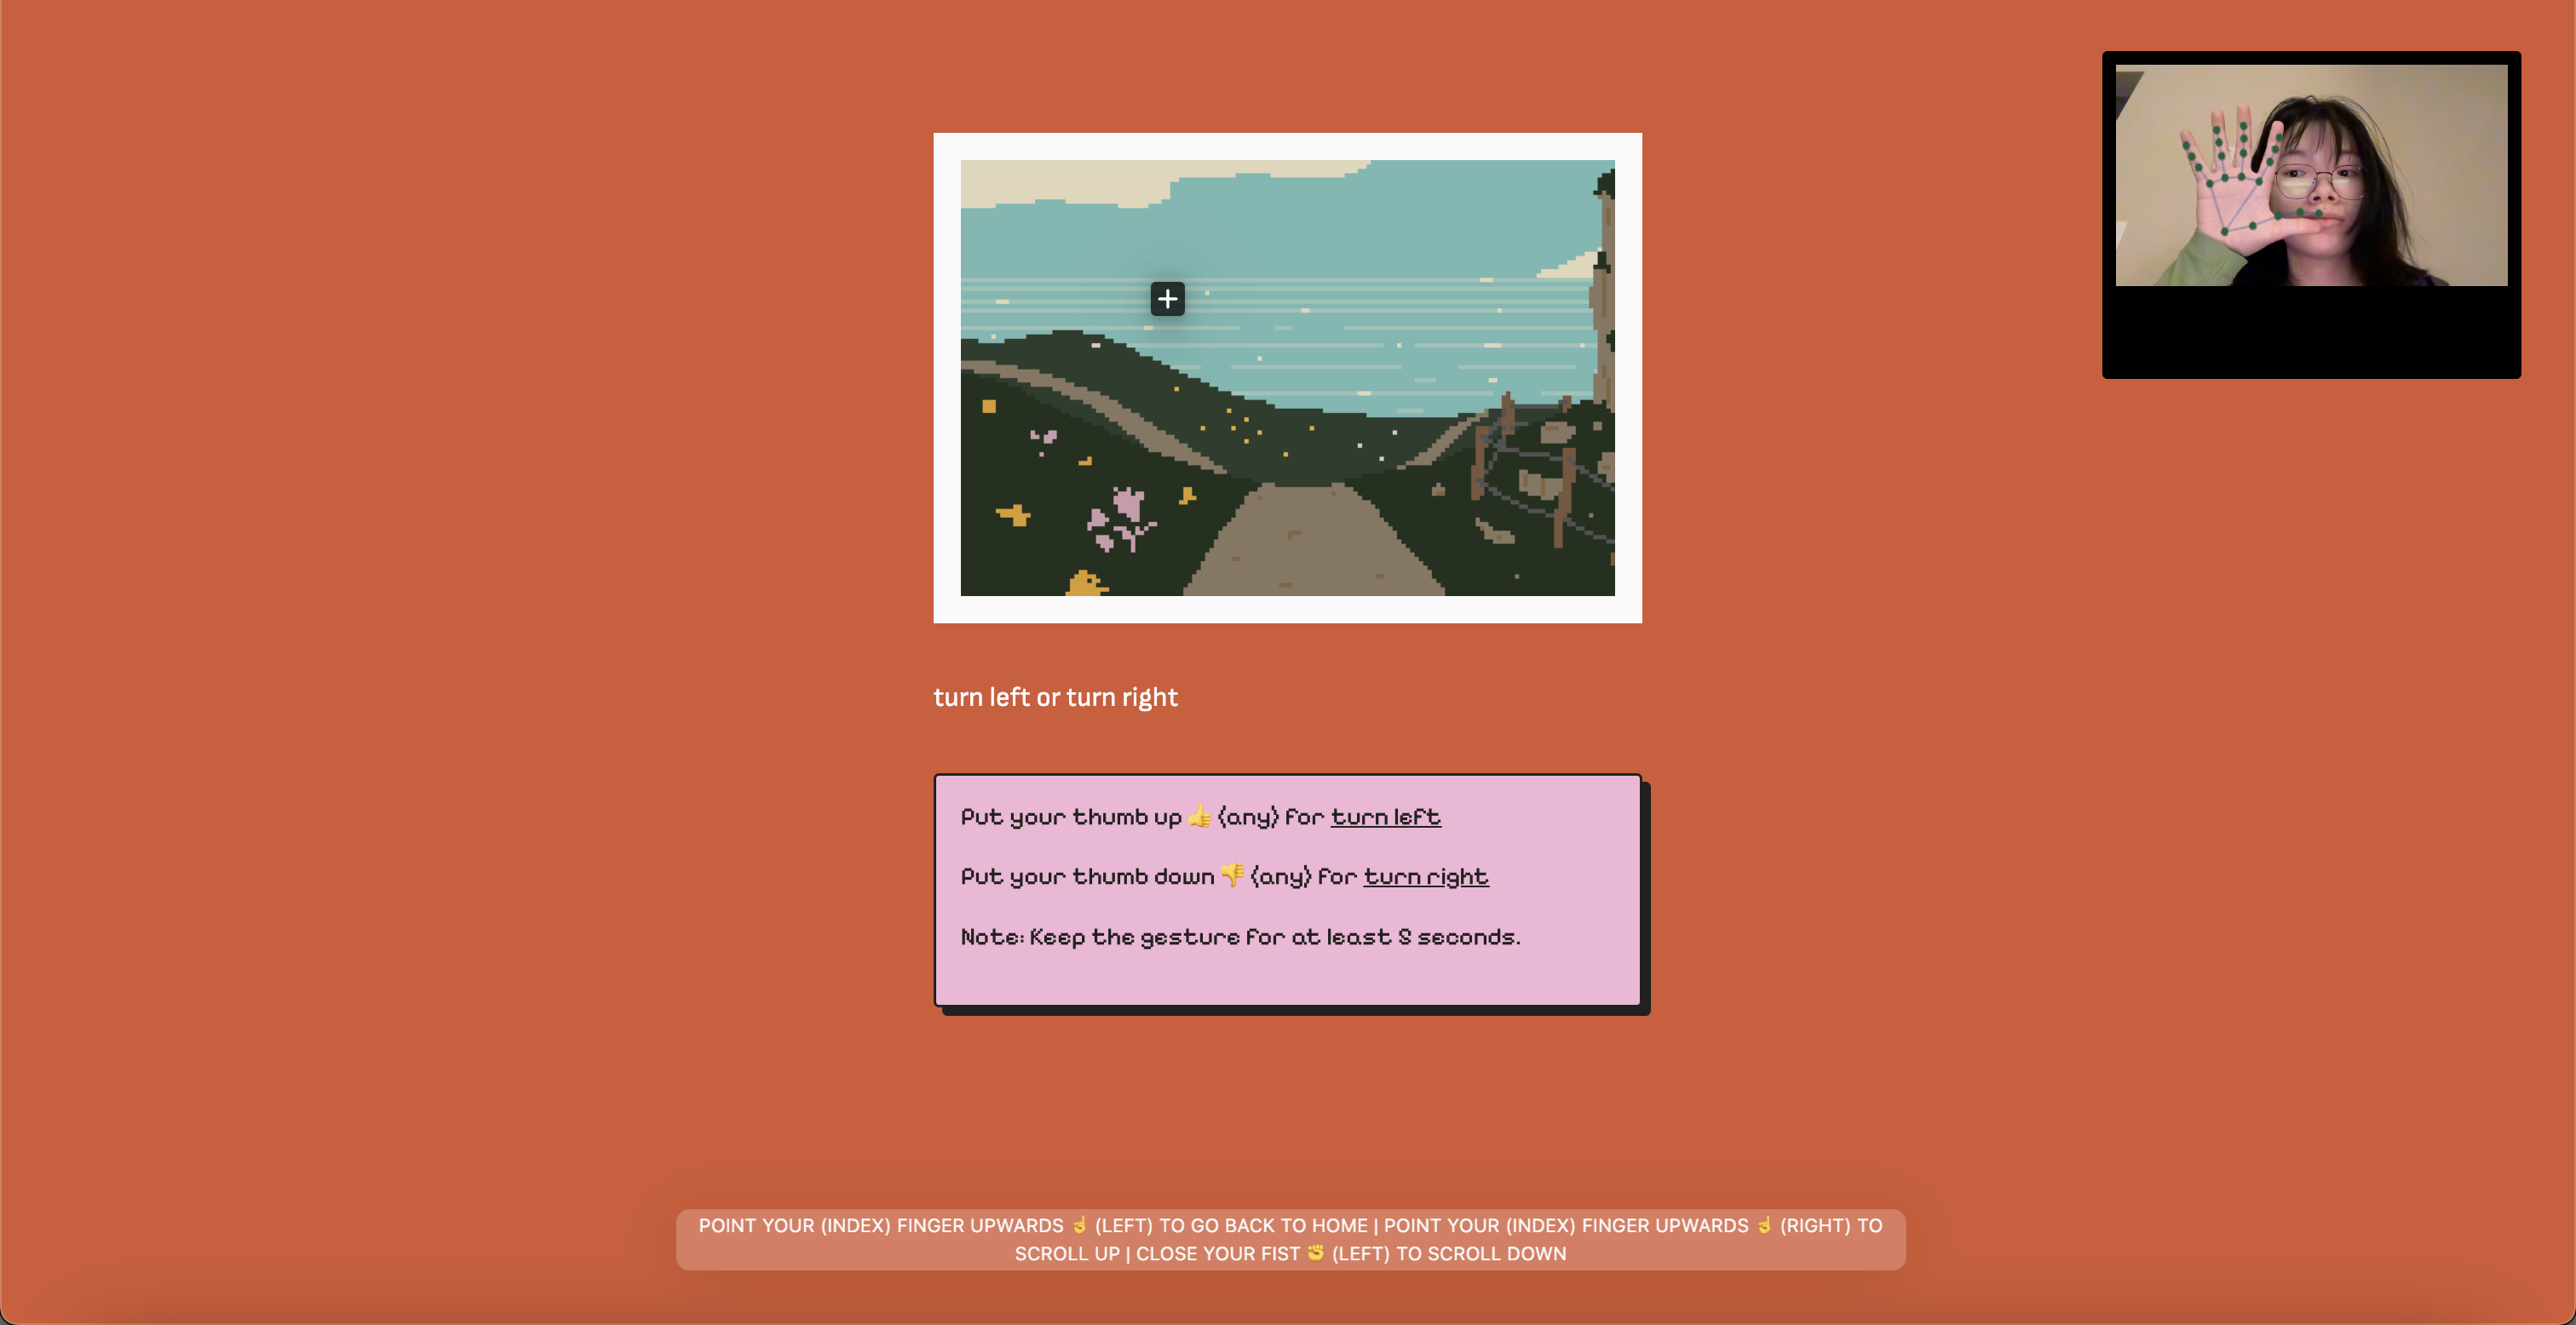 turn left or turn right
Put your thumb up 👍 (any) for turn left
Put your thumb down 👎 (any) for turn right
Note: Keep the gesture for at least 8 seconds.
POINT YOUR (INDEX) FINGER UPWARDS ☝️ (LEFT) TO GO BACK TO HOME | POINT YOUR (INDEX) FINGER UPWARDS ☝️ (RIGHT) TO
SCROLL UP | CLOSE YOUR FIST ✊ (LEFT) TO SCROLL DOWN